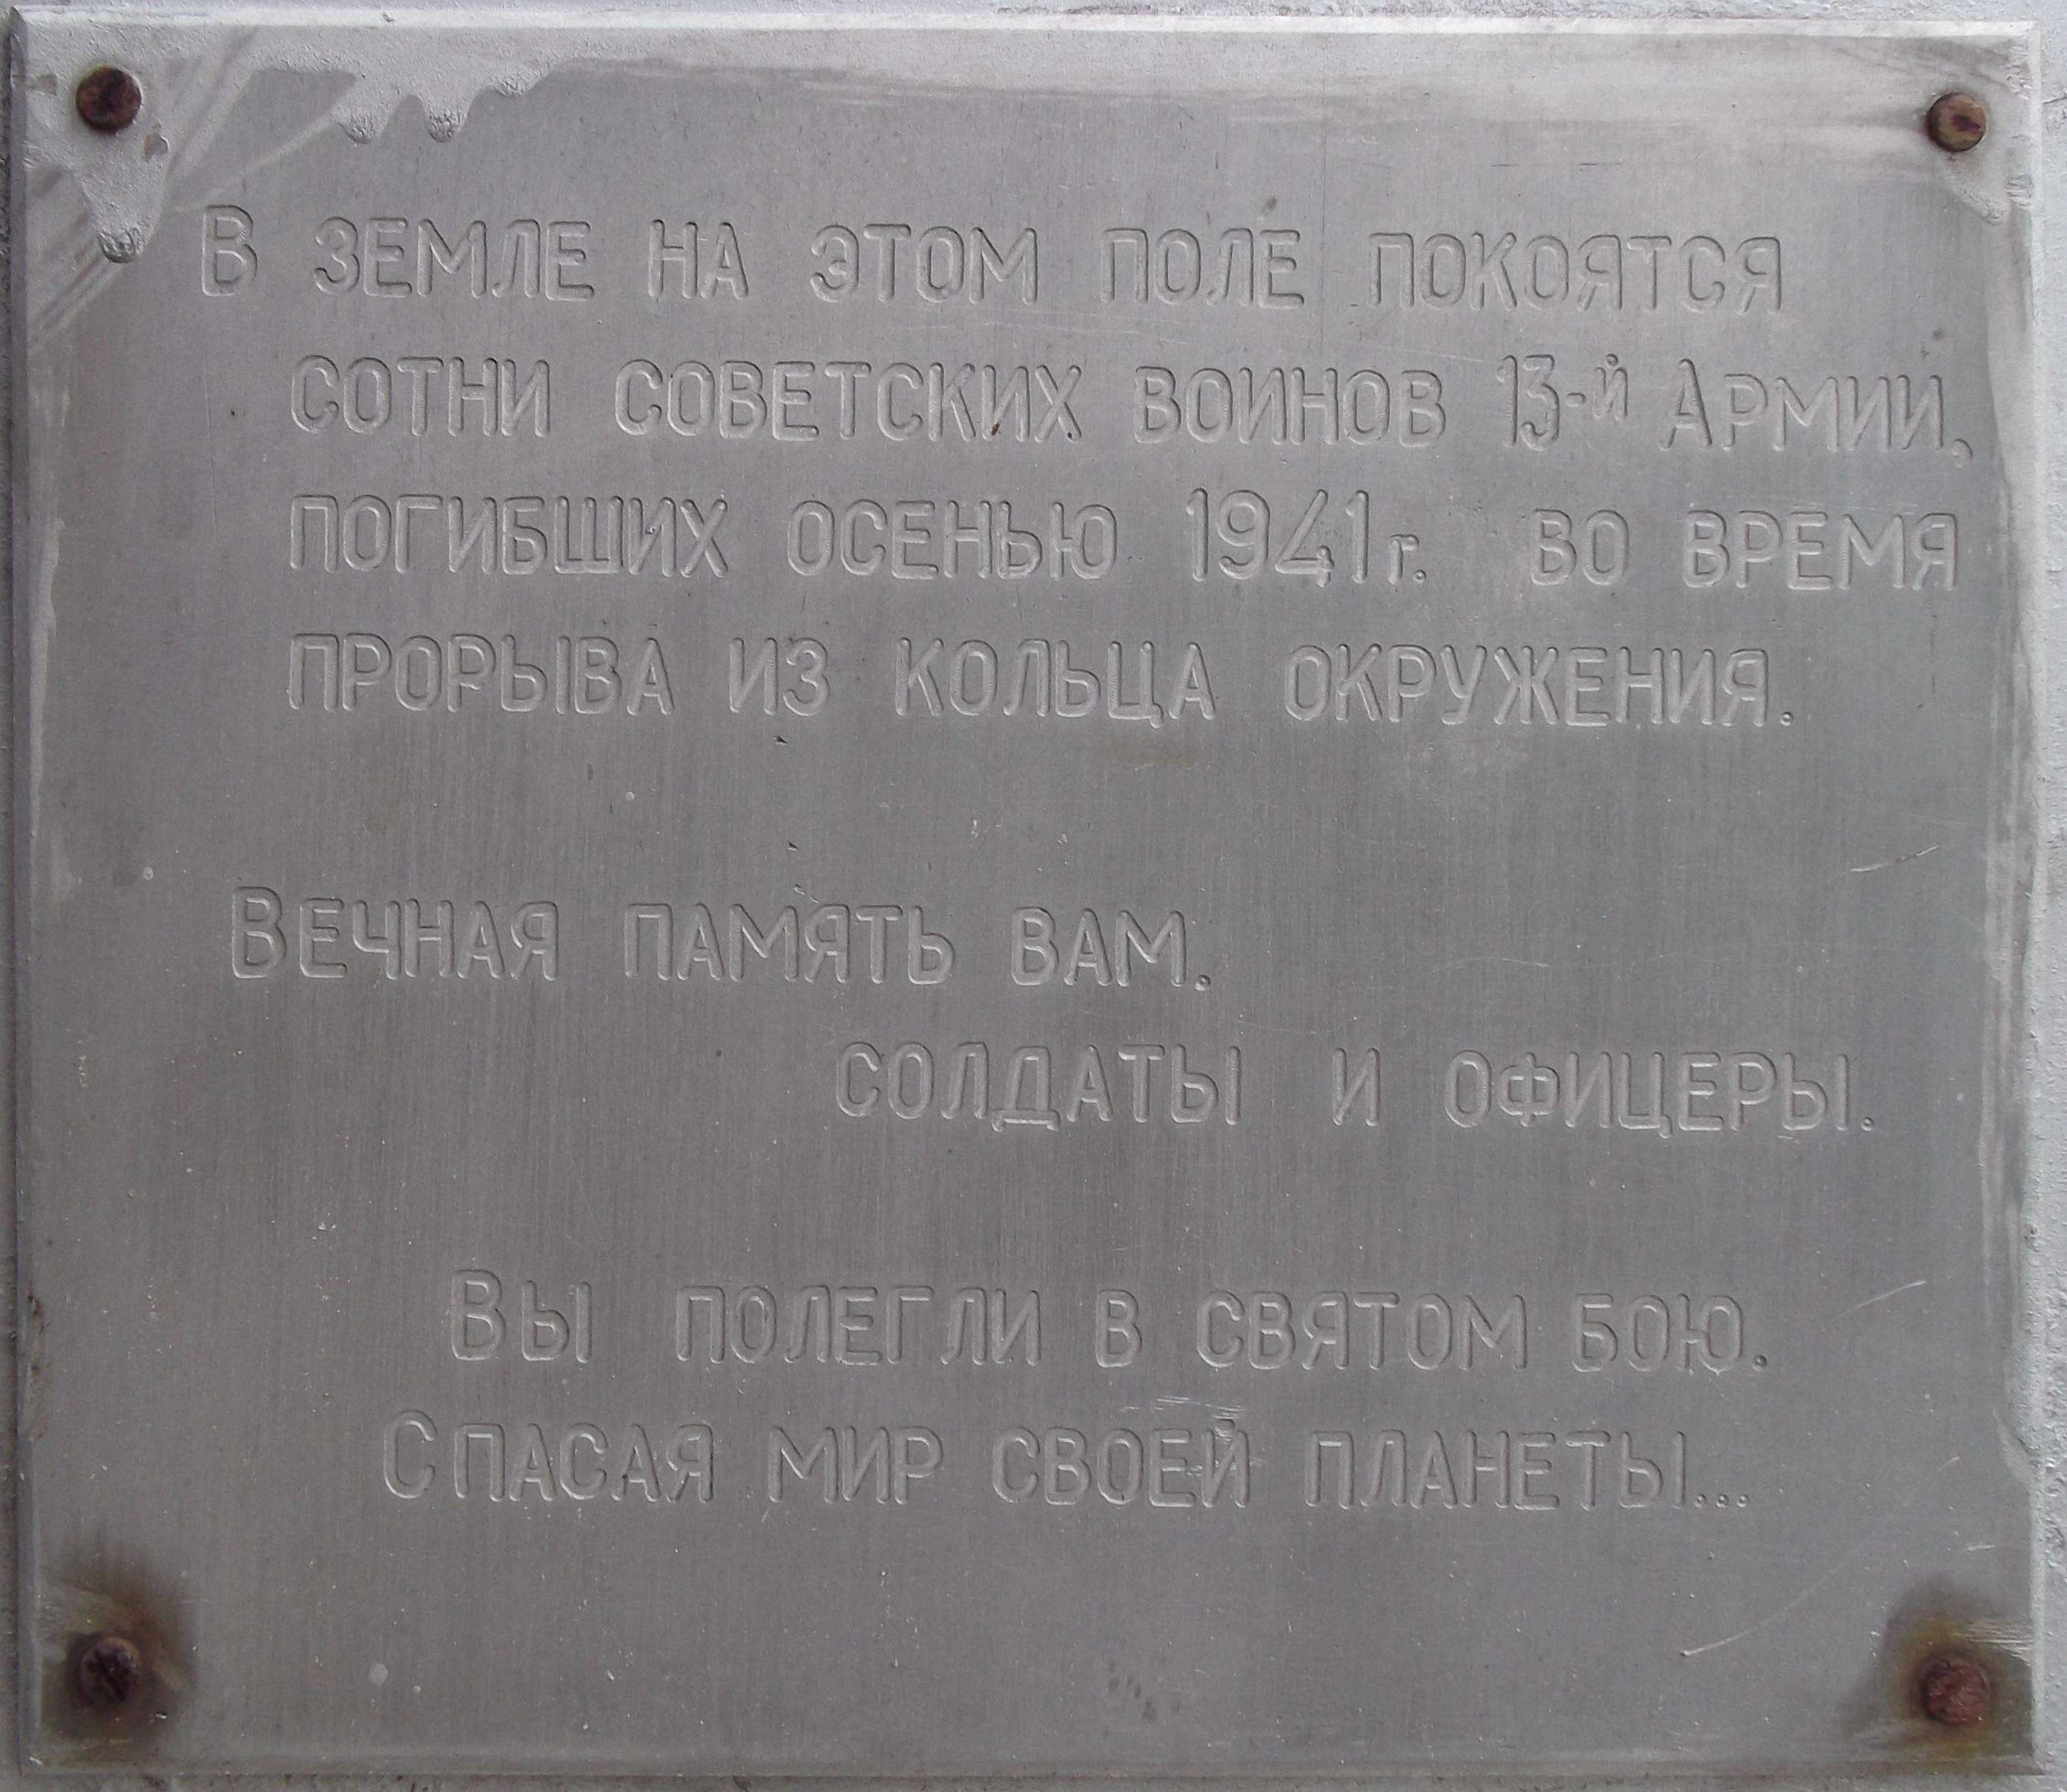 В ЗЕМЛЕ НА ЭТОМ ПОЛЕ ПОКОЯТСЯ
СОТНИ СОВЕТСКИХ ВОИНОВ 13-й АРМИИ,
ПОГИБШИХ ОСЕНЬЮ 1941 г. ВО ВРЕМЯ
ПРОРЫВА ИЗ КОЛЬЦА ОКРУЖЕНИЯ.
ВЕЧНАЯ ПАМЯТЬ ВАМ.
СОЛДАТЫ И ОФИЦЕРЫ.
ВЫ ПОЛЕГЛИ В СВЯТОМ БОЮ.
СПАСАЯ МИР СВОЕЙ ПЛАНЕТЫ...